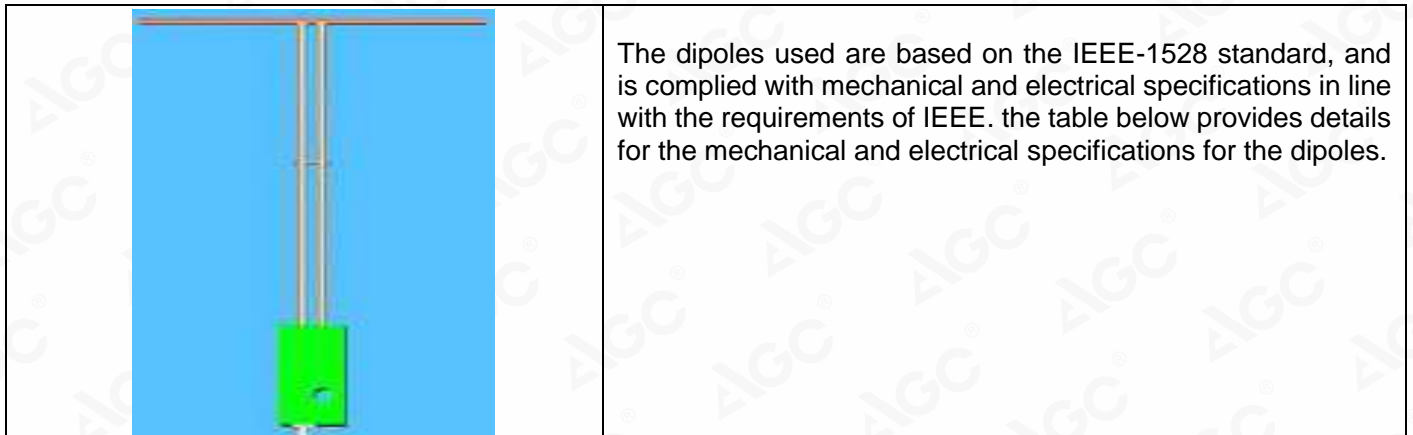 The dipoles used are based on the IEEE-1528 standard, and
is complied with mechanical and electrical specifications in line
with the requirements of IEEE. the table below provides details
for the mechanical and electrical specifications for the dipoles.
AGC